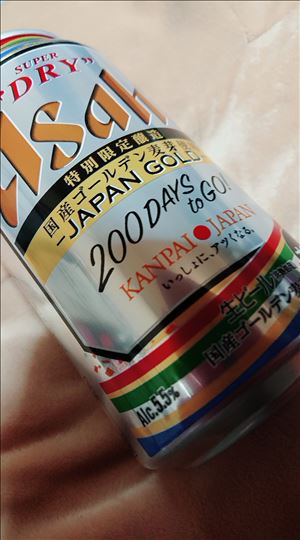 SUPER
"DRY"
Asahi
特別限定醸造
国産ゴールデン麦芽
-JAPAN GOLD
200 DAYS
to GO!
KANPAI●JAPAN
いっしょに、アツくなる。
生ビール
国産ゴールデン
Alc.5.5%